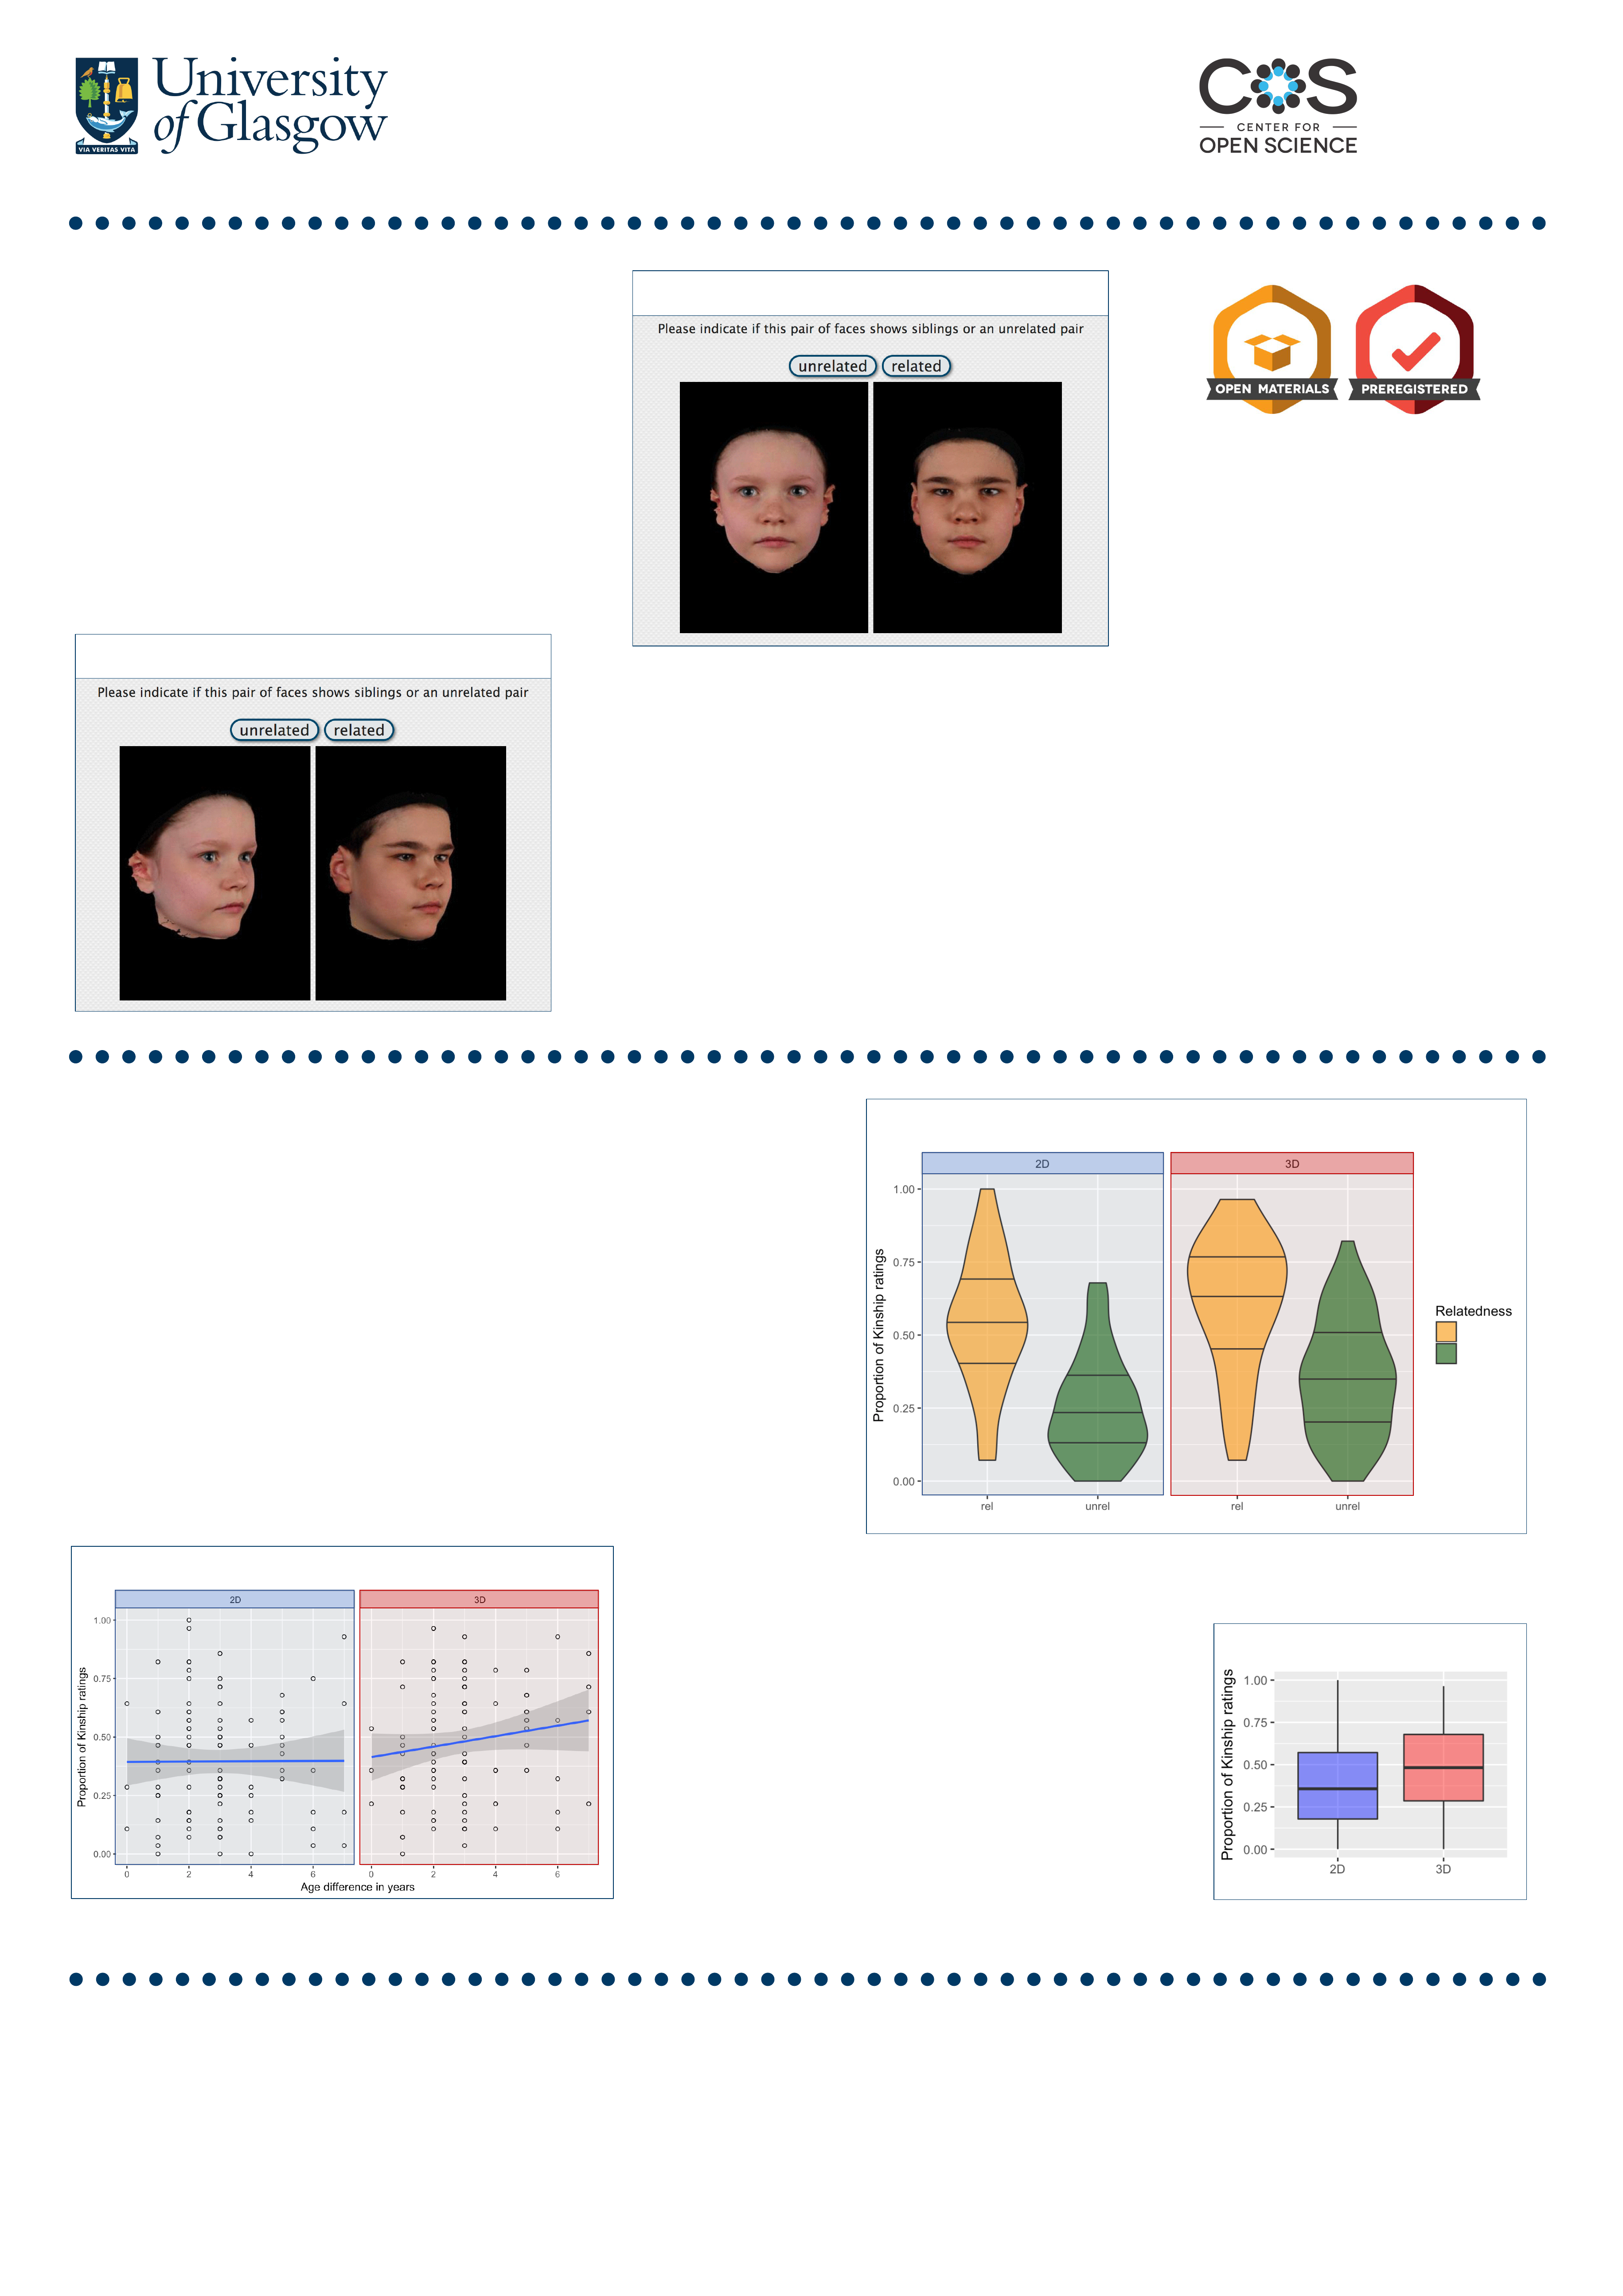 University
of Glasgow
VIA VERITAS VITA
COS
CENTER FOR
OPEN SCIENCE
Please indicate if this pair of faces shows siblings or an unrelated pair
unrelated related
OPEN MATERIALS
PREREGISTERED
Please indicate if this pair of faces shows siblings or an unrelated pair
unrelated related
2D 3D
Proportion of Kinship ratings
1.00
0.75
0.50
0.25
0.00
rel unrel rel unrel
Relatedness
2D 3D
Proportion of Kinship ratings
1.00
0.75
0.50
0.25
0.00
0 2 4 6 0 2 4 6
Age difference in years
Proportion of Kinship ratings
1.00
0.75
0.50
0.25
0.00
2D 3D